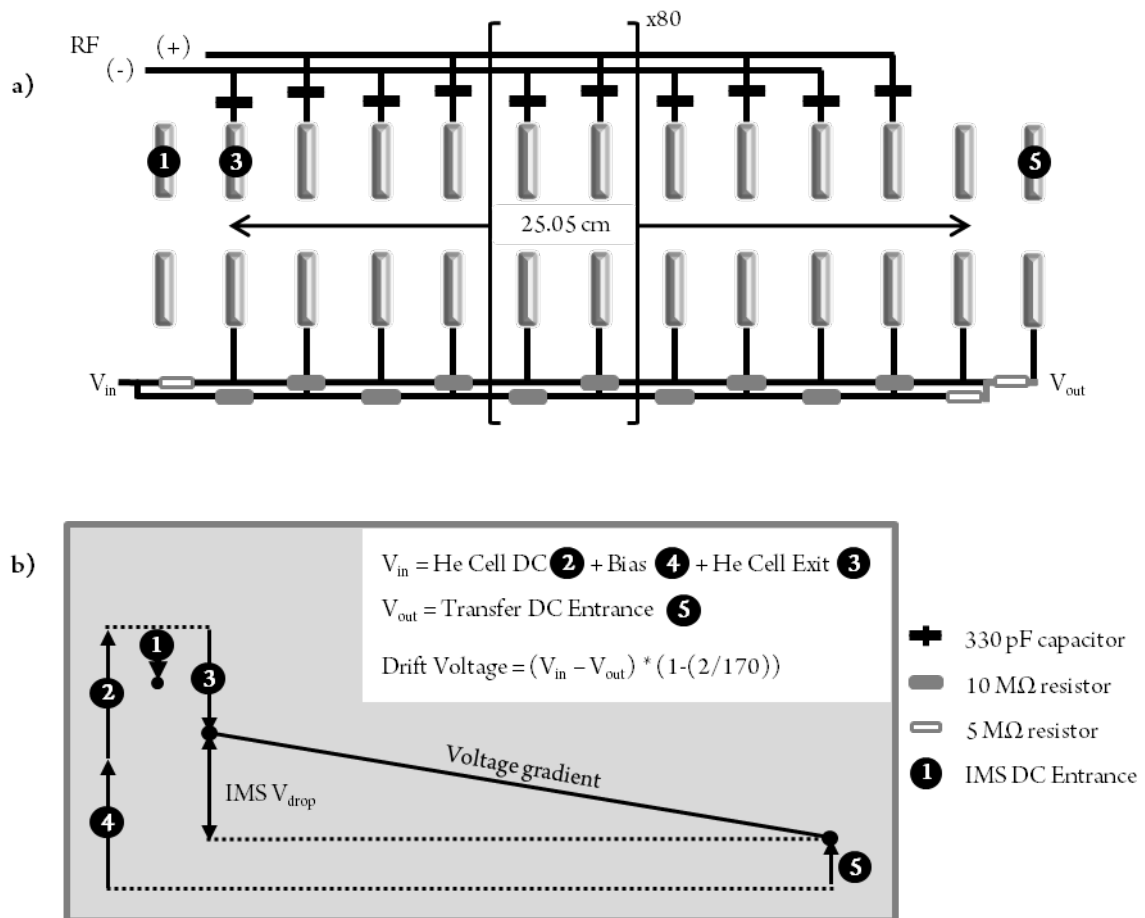 x80
RF (+)
(-)
a)
1 3 5
25.05 cm
V_in V_out
b)
V_in = He Cell DC 2 + Bias 4 + He Cell Exit 3
V_out = Transfer DC Entrance 5
Drift Voltage = (V_in – V_out) * (1-(2/170))
1
2
3
4
5
Voltage gradient
IMS V_drop
330 pF capacitor
10 MΩ resistor
5 MΩ resistor
1 IMS DC Entrance